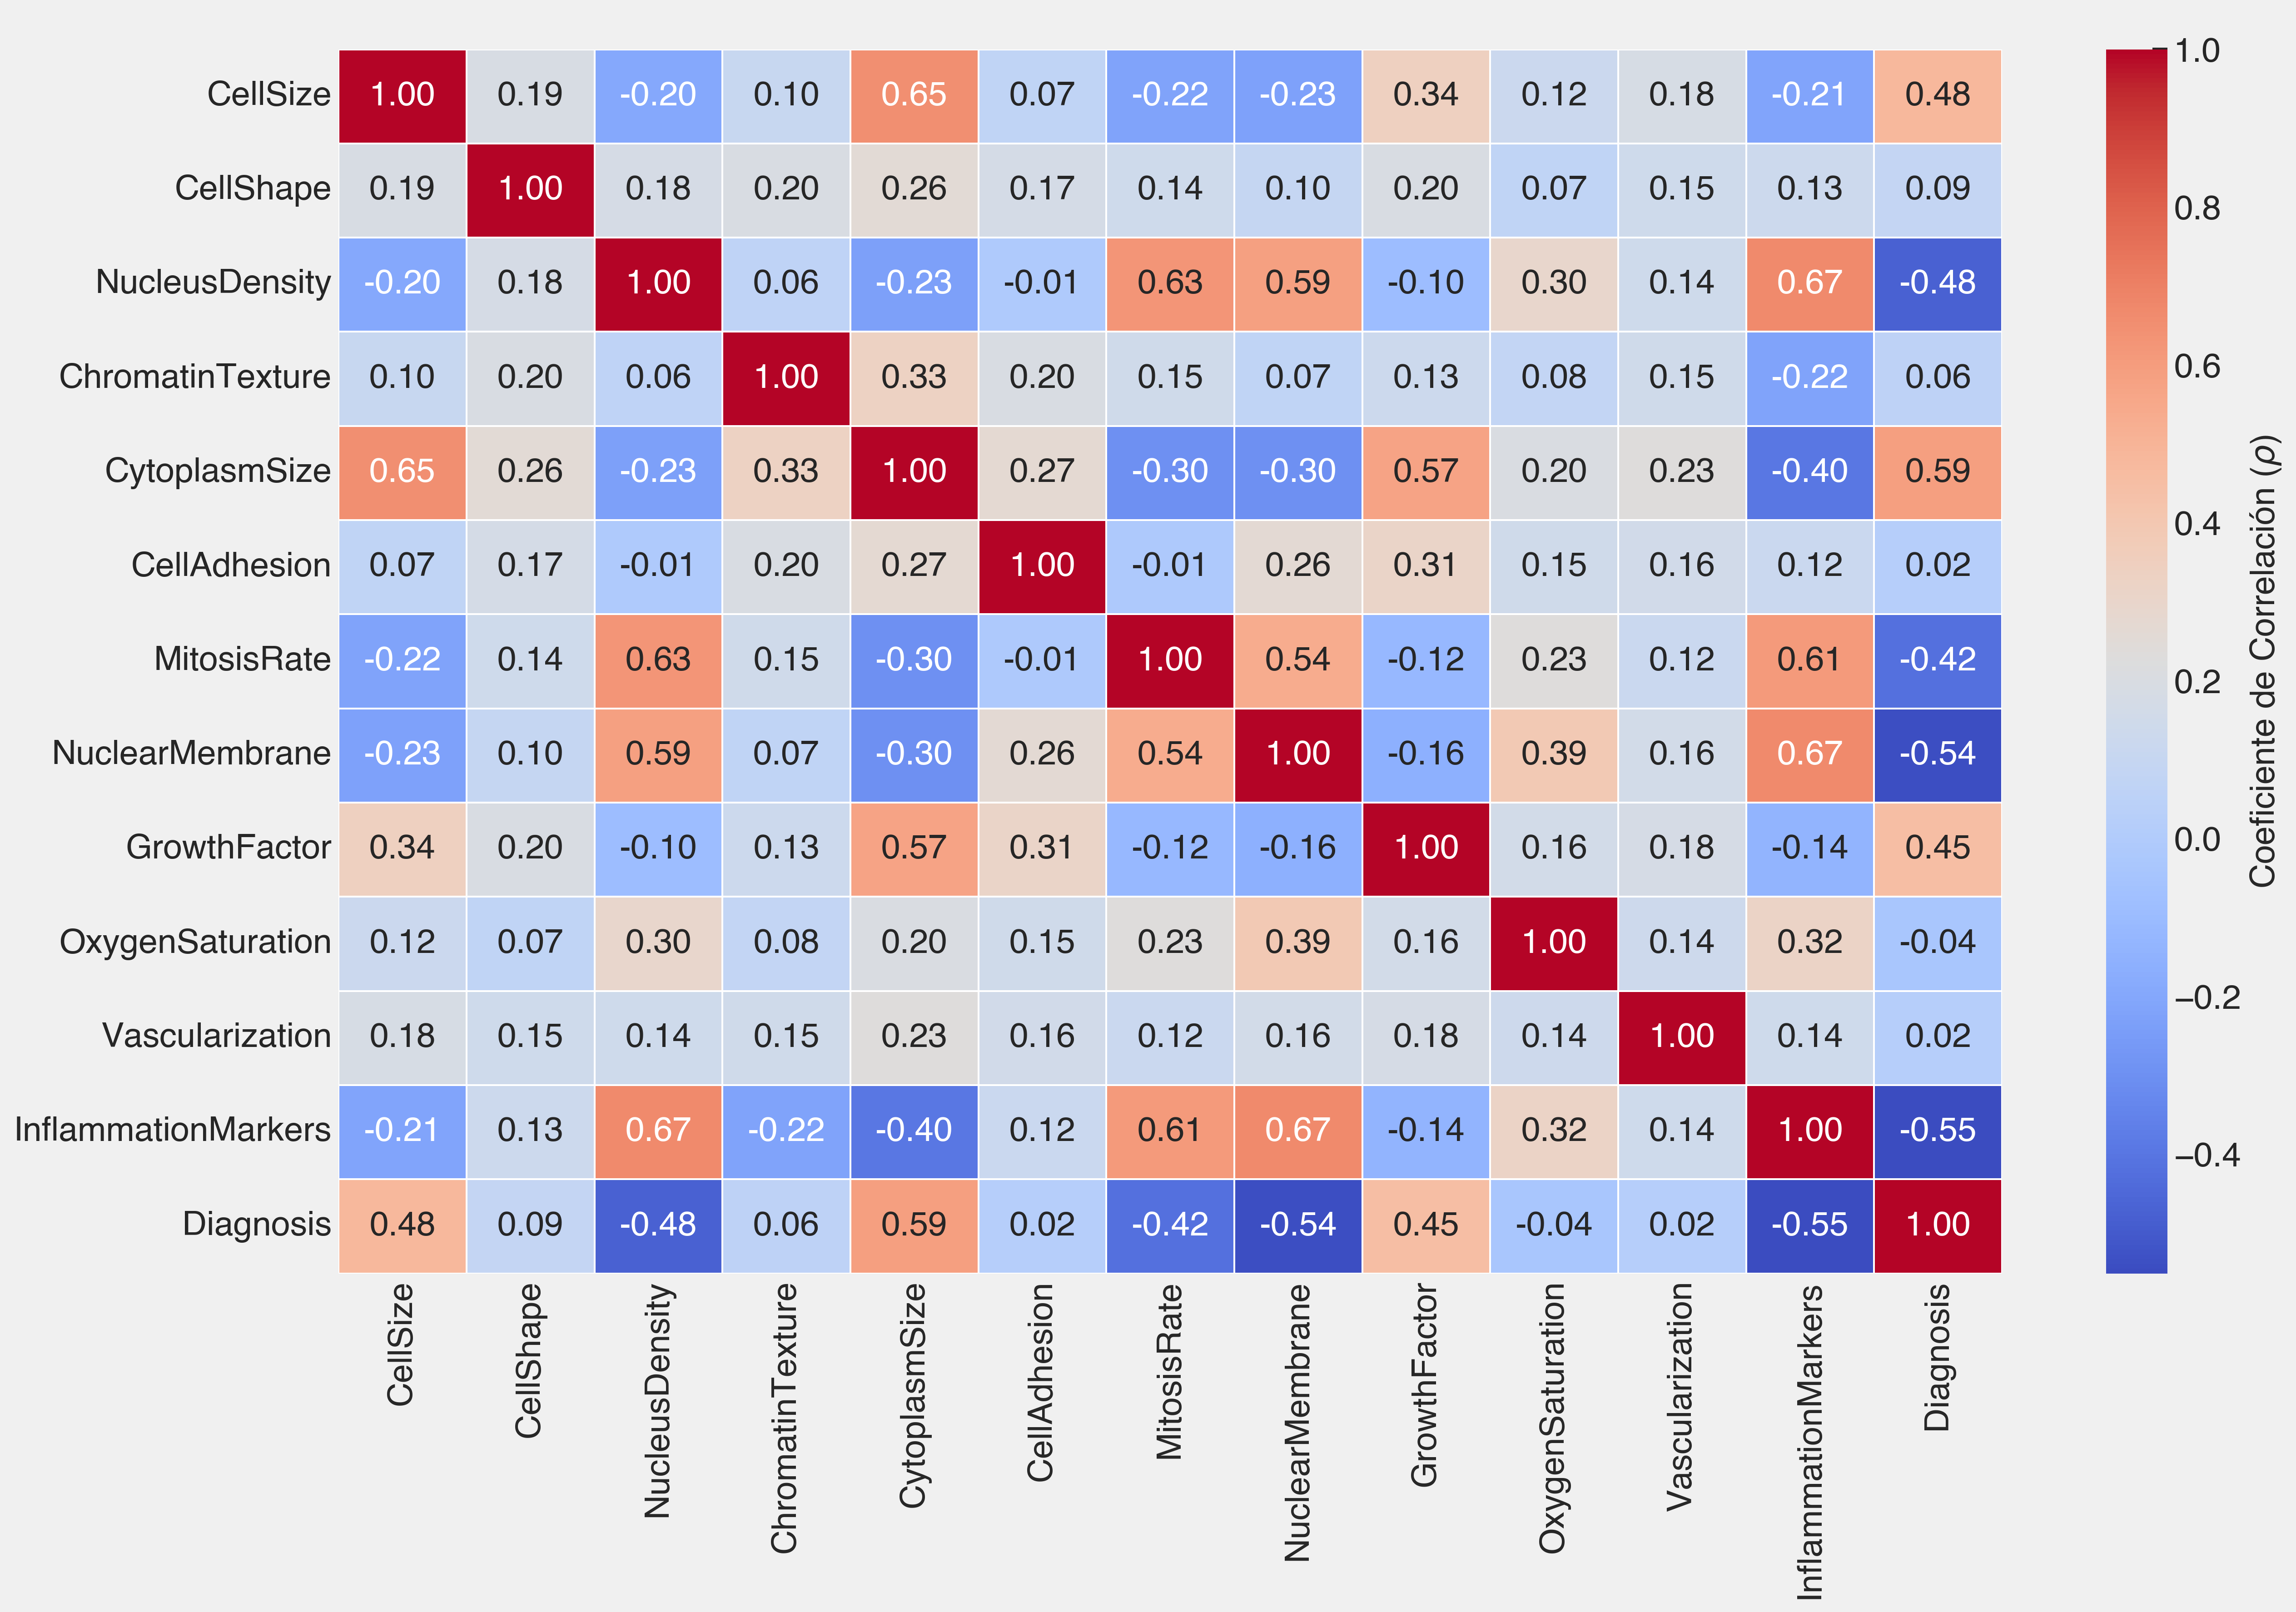 CellSize 1.00 0.19 -0.20 0.10 0.65 0.07 -0.22 -0.23 0.34 0.12 0.18 -0.21 0.48
CellShape 0.19 1.00 0.18 0.20 0.26 0.17 0.14 0.10 0.20 0.07 0.15 0.13 0.09
NucleusDensity -0.20 0.18 1.00 0.06 -0.23 -0.01 0.63 0.59 -0.10 0.30 0.14 0.67 -0.48
ChromatinTexture 0.10 0.20 0.06 1.00 0.33 0.20 0.15 0.07 0.13 0.08 0.15 -0.22 0.06
CytoplasmSize 0.65 0.26 -0.23 0.33 1.00 0.27 -0.30 -0.30 0.57 0.20 0.23 -0.40 0.59
CellAdhesion 0.07 0.17 -0.01 0.20 0.27 1.00 -0.01 0.26 0.31 0.15 0.16 0.12 0.02
MitosisRate -0.22 0.14 0.63 0.15 -0.30 -0.01 1.00 0.54 -0.12 0.23 0.12 0.61 -0.42
NuclearMembrane -0.23 0.10 0.59 0.07 -0.30 0.26 0.54 1.00 -0.16 0.39 0.16 0.67 -0.54
GrowthFactor 0.34 0.20 -0.10 0.13 0.57 0.31 -0.12 -0.16 1.00 0.16 0.18 -0.14 0.45
OxygenSaturation 0.12 0.07 0.30 0.08 0.20 0.15 0.23 0.39 0.16 1.00 0.14 0.32 -0.04
Vascularization 0.18 0.15 0.14 0.15 0.23 0.16 0.12 0.16 0.18 0.14 1.00 0.14 0.02
InflammationMarkers -0.21 0.13 0.67 -0.22 -0.40 0.12 0.61 0.67 -0.14 0.32 0.14 1.00 -0.55
Diagnosis 0.48 0.09 -0.48 0.06 0.59 0.02 -0.42 -0.54 0.45 -0.04 0.02 -0.55 1.00
CellSize
CellShape
NucleusDensity
ChromatinTexture
CytoplasmSize
CellAdhesion
MitosisRate
NuclearMembrane
GrowthFactor
OxygenSaturation
Vascularization
InflammationMarkers
Diagnosis
1.0
0.8
0.6
0.4
0.2
0.0
−0.2
−0.4
Coeficiente de Correlación (ρ)